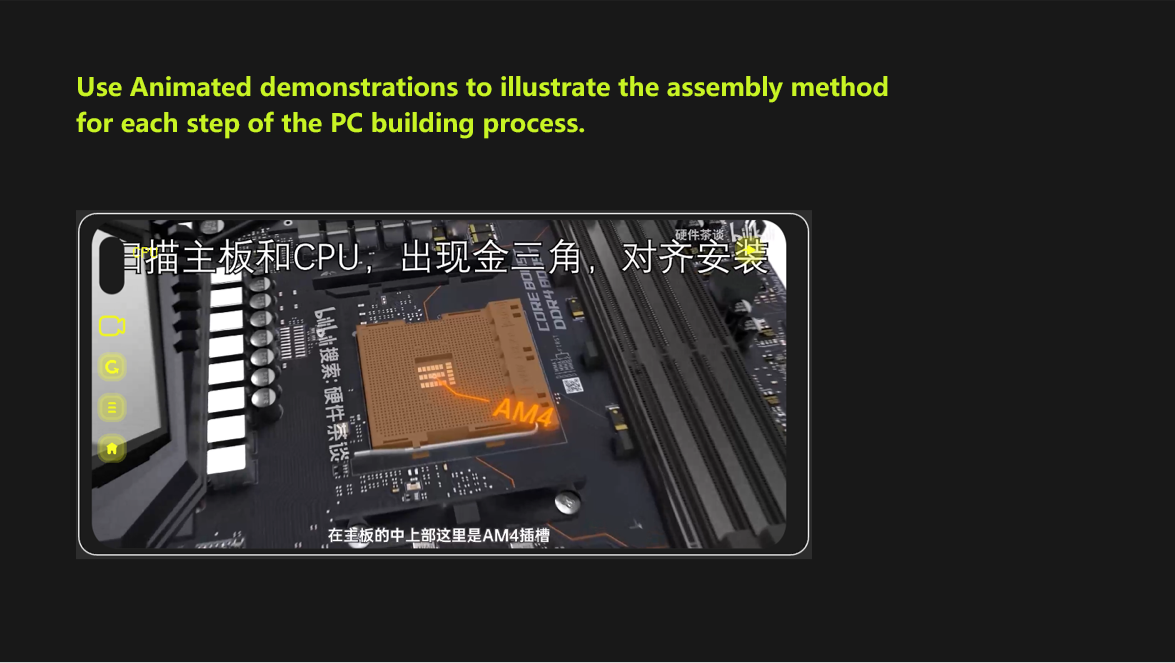 Use Animated demonstrations to illustrate the assembly method
for each step of the PC building process.
硬件茶谈
扫描主板和CPU，出现金三角，对齐安装
CORE B01
DDR4 B0
bilibili 搜索：硬件茶谈
AM4
G
在主板的中上部这里是AM4插槽